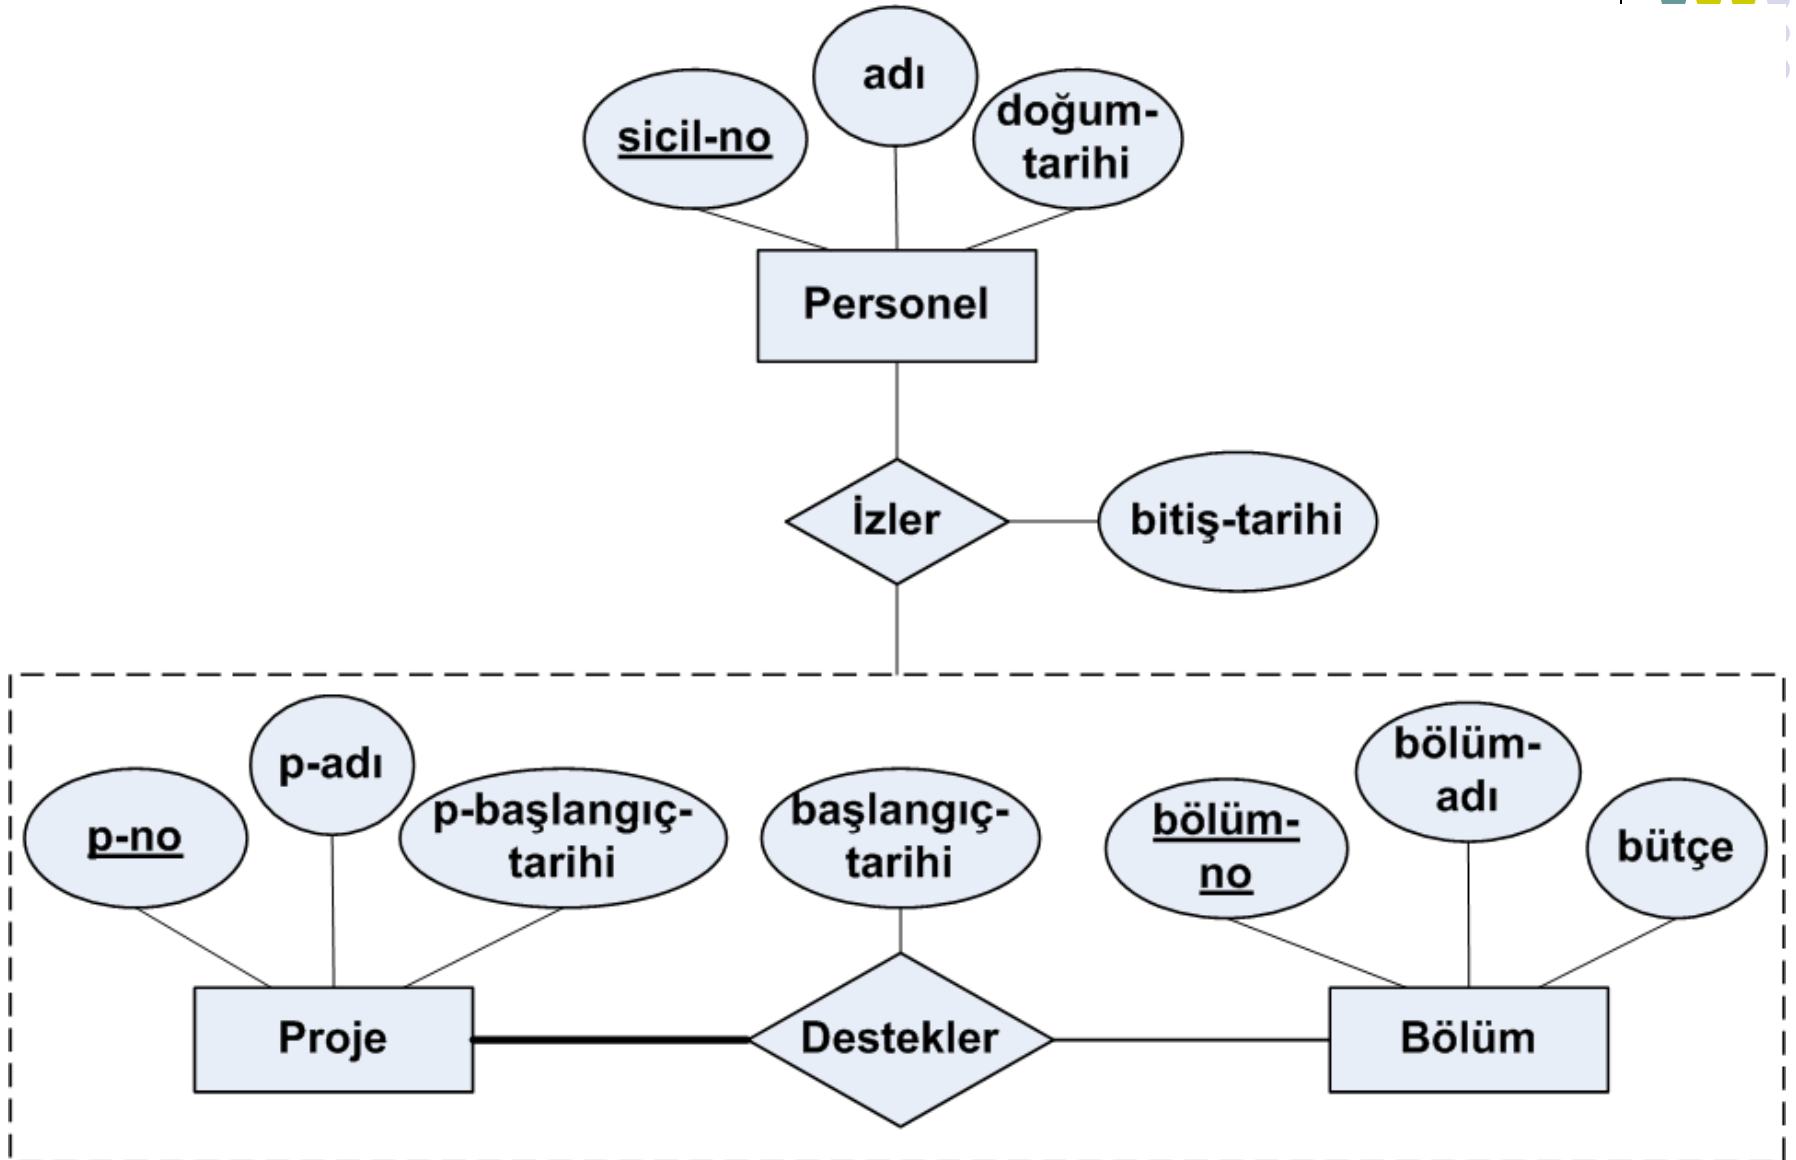 adı
sicil-no
doğum-
tarihi
Personel
İzler
bitiş-tarihi
p-no
p-adı
p-başlangıç-
tarihi
başlangıç-
tarihi
bölüm-
no
bölüm-
adı
bütçe
Proje
Destekler
Bölüm